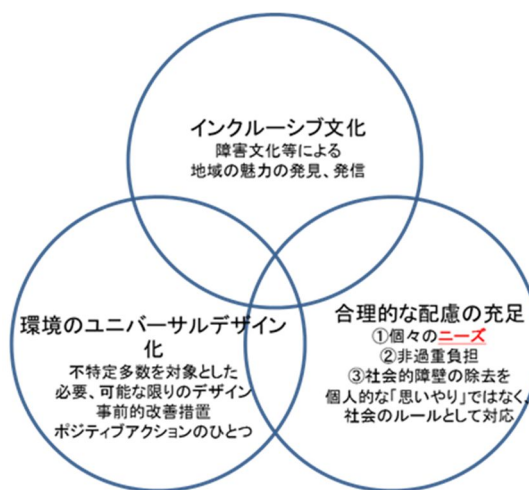 インクルーシブ文化
障害文化等による
地域の魅力の発見、発信
環境のユニバーサルデザイン
化
不特定多数を対象とした
必要、可能な限りのデザイン
事前的改善措置
ポジティブアクションのひとつ
合理的な配慮の充足
①個々のニーズ
②非過重負担
③社会的障壁の除去を
個人的な「思いやり」ではなく、
社会のルールとして対応